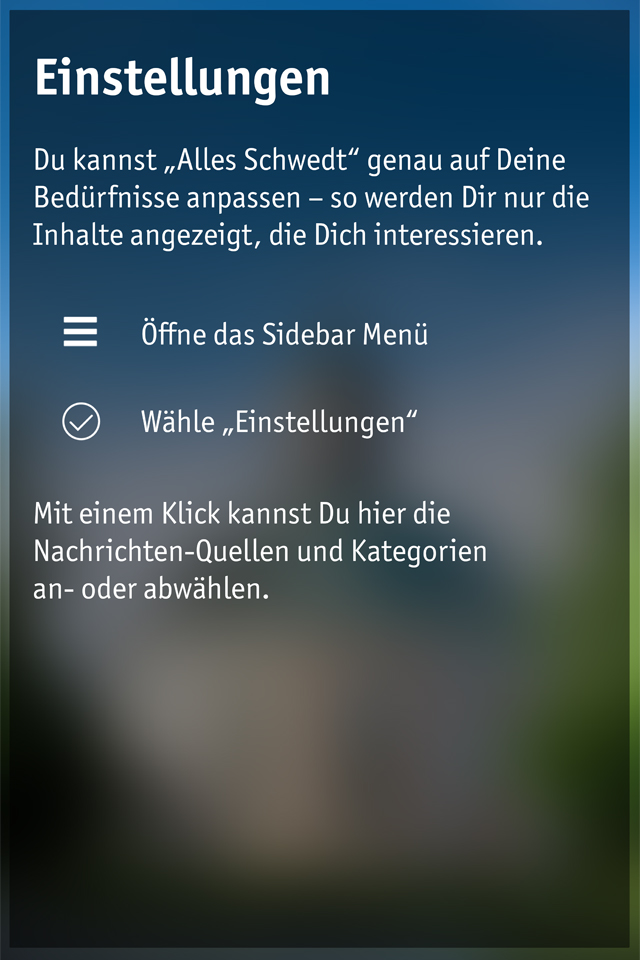 Einstellungen
Du kannst „Alles Schwedt“ genau auf Deine
Bedürfnisse anpassen – so werden Dir nur die
Inhalte angezeigt, die Dich interessieren.
Öffne das Sidebar Menü
Wähle „Einstellungen“
Mit einem Klick kannst Du hier die
Nachrichten-Quellen und Kategorien
an- oder abwählen.